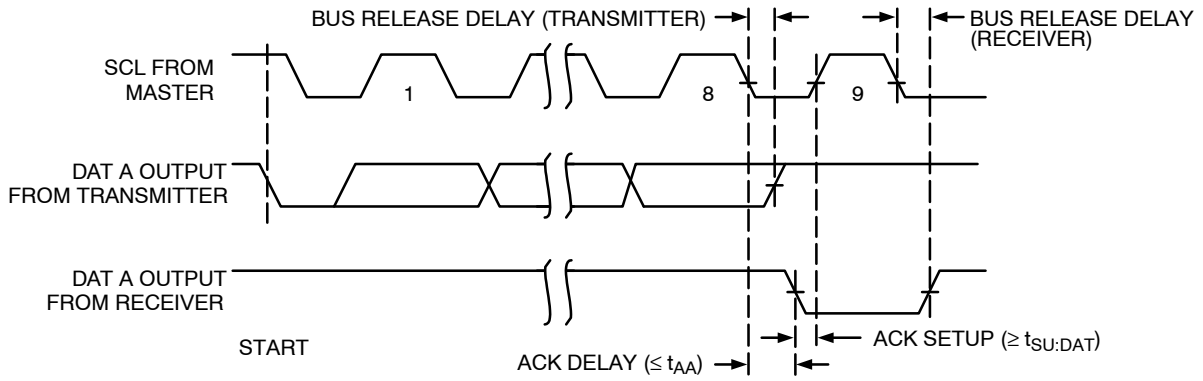 BUS RELEASE DELAY (TRANSMITTER)
BUS RELEASE DELAY
(RECEIVER)
SCL FROM
MASTER
1
8
9
DAT A OUTPUT
FROM TRANSMITTER
DAT A OUTPUT
FROM RECEIVER
START
ACK SETUP (≥ tSU:DAT)
ACK DELAY (≤ tAA)